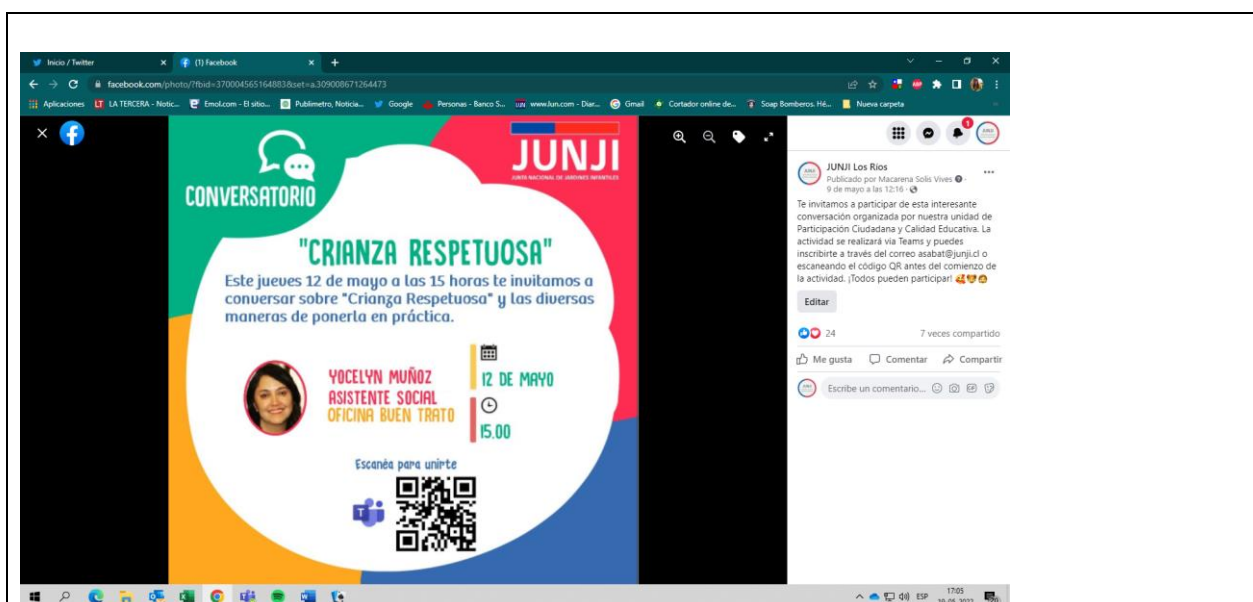 Inicio / Twitter
(1) Facebook
facebook.com/photo/?fbid=370004565164883&set=a.309008671264473
Aplicaciones LA TERCERA - Notic... Emol.com - El sitio... Publimetro, Noticia... Google Personas - Banco S... www.lun.com - Diar... Gmail Cortador online de... Soap Bomberos. Hé... Nueva carpeta
CONVERSATORIO
JUNJI
JUNTA NACIONAL DE JARDINES INFANTILES
"CRIANZA RESPETUOSA"
Este jueves 12 de mayo a las 15 horas te invitamos a
conversar sobre "Crianza Respetuosa" y las diversas
maneras de ponerla en práctica.
YOCELYN MUÑOZ
ASISTENTE SOCIAL
OFICINA BUEN TRATO
12 DE MAYO
15.00
Escanéa para unirte
JUNJI Los Ríos
Publicado por Macarena Solis Vives
9 de mayo a las 12:16
Te invitamos a participar de esta interesante
conversación organizada por nuestra unidad de
Participación Ciudadana y Calidad Educativa. La
actividad se realizará via Teams y puedes
inscribirte a través del correo asabat@junji.cl o
escaneando el código QR antes del comienzo de
la actividad. ¡Todos pueden participar!
Editar
24
7 veces compartido
Me gusta Comentar Compartir
Escribe un comentario...
ESP
17:05